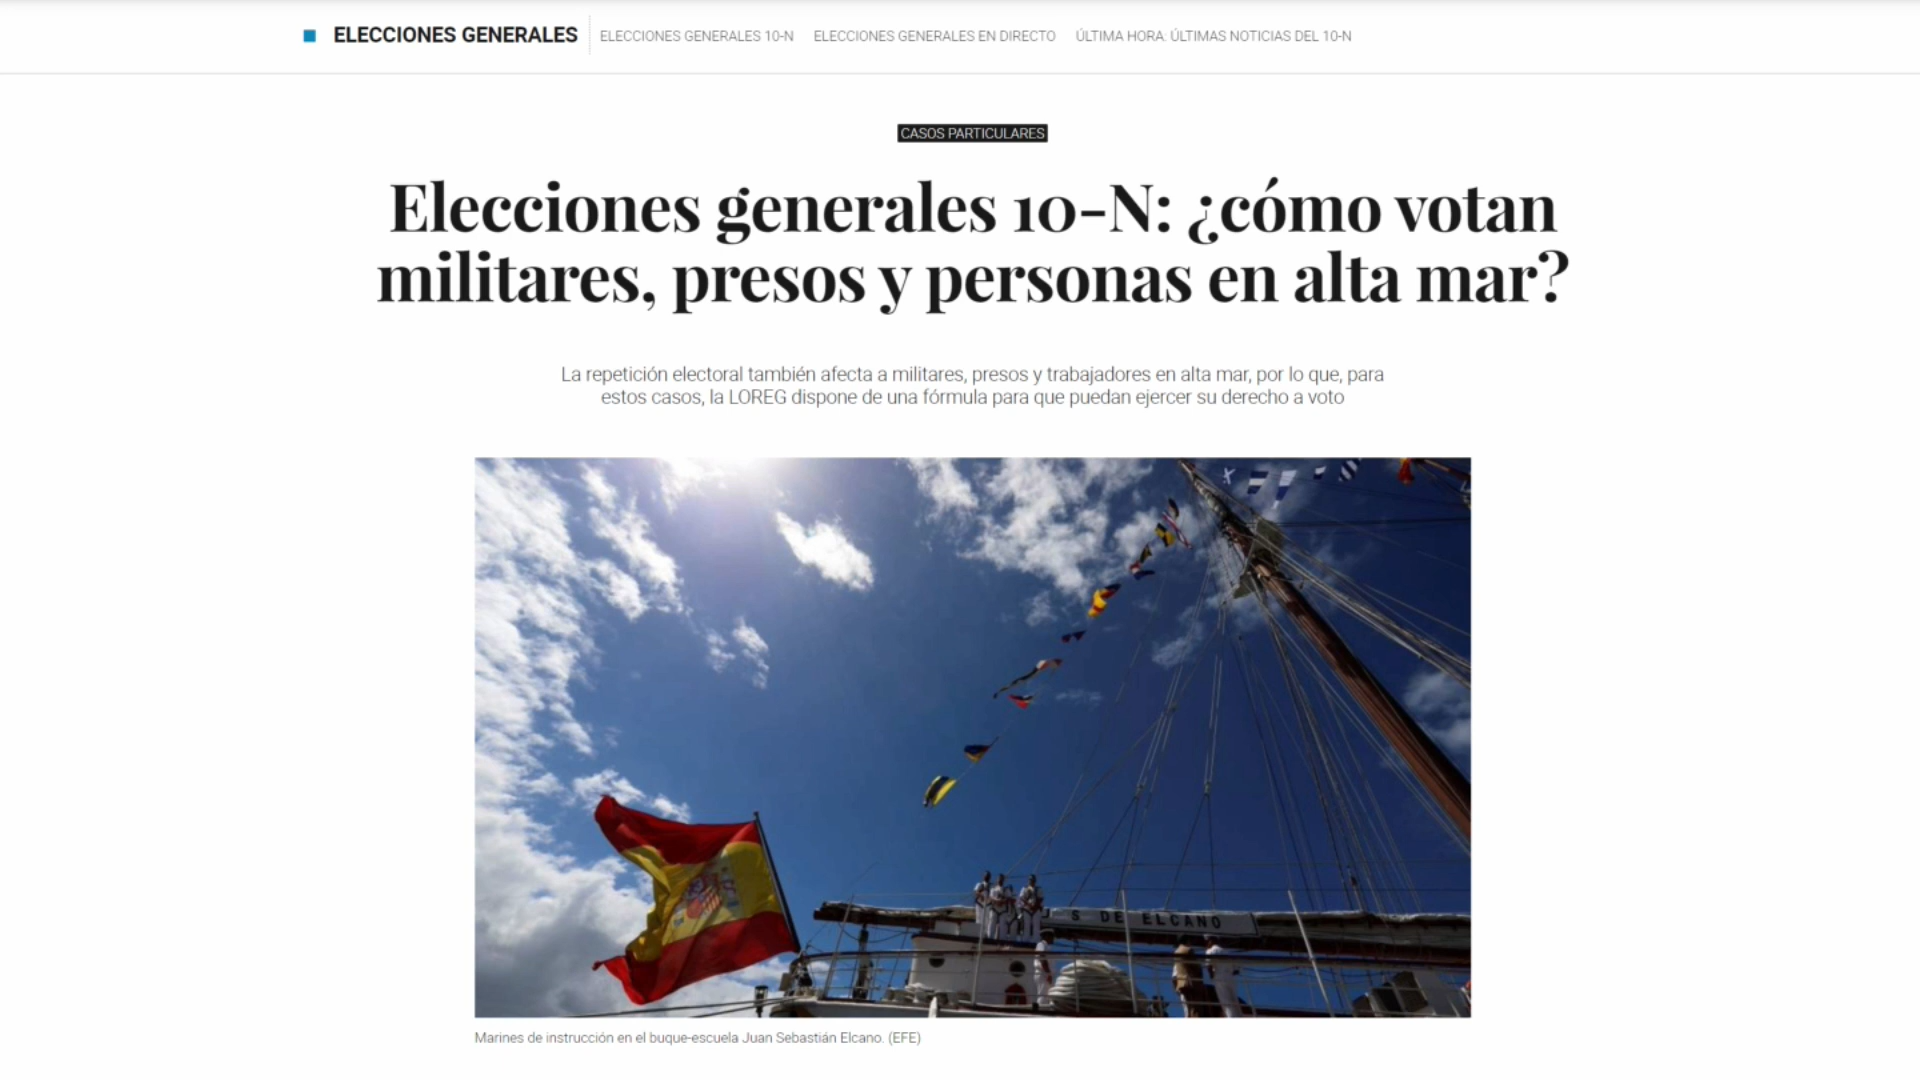 ELECCIONES GENERALES
ELECCIONES GENERALES 10-N
ELECCIONES GENERALES EN DIRECTO
ÚLTIMA HORA: ÚLTIMAS NOTICIAS DEL 10-N
CASOS PARTICULARES
Elecciones generales 10-N: ¿cómo votan
militares, presos y personas en alta mar?
La repetición electoral también afecta a militares, presos y trabajadores en alta mar, por lo que, para
estos casos, la LOREG dispone de una fórmula para que puedan ejercer su derecho a voto
J S DE ELCANO
Marines de instrucción en el buque-escuela Juan Sebastián Elcano. (EFE)